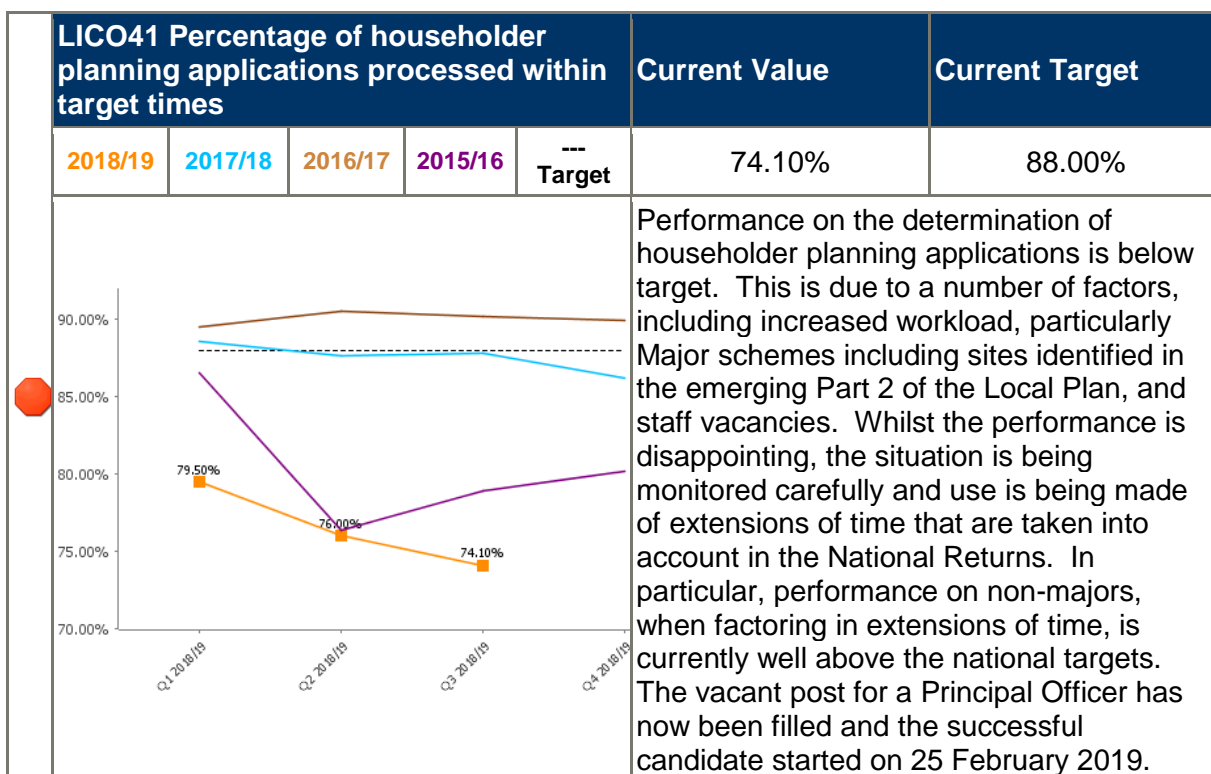 LICO41 Percentage of householder
planning applications processed within
target times
Current Value
Current Target
2018/19
2017/18
2016/17
2015/16
---
Target
74.10%
88.00%
90.00%
85.00%
80.00%
75.00%
70.00%
79.50%
76.00%
74.10%
Q1 2018/19
Q2 2018/19
Q3 2018/19
Q4 2018/19
Performance on the determination of
householder planning applications is below
target.  This is due to a number of factors,
including increased workload, particularly
Major schemes including sites identified in
the emerging Part 2 of the Local Plan, and
staff vacancies.  Whilst the performance is
disappointing, the situation is being
monitored carefully and use is being made
of extensions of time that are taken into
account in the National Returns.  In
particular, performance on non-majors,
when factoring in extensions of time, is
currently well above the national targets.
The vacant post for a Principal Officer has
now been filled and the successful
candidate started on 25 February 2019.